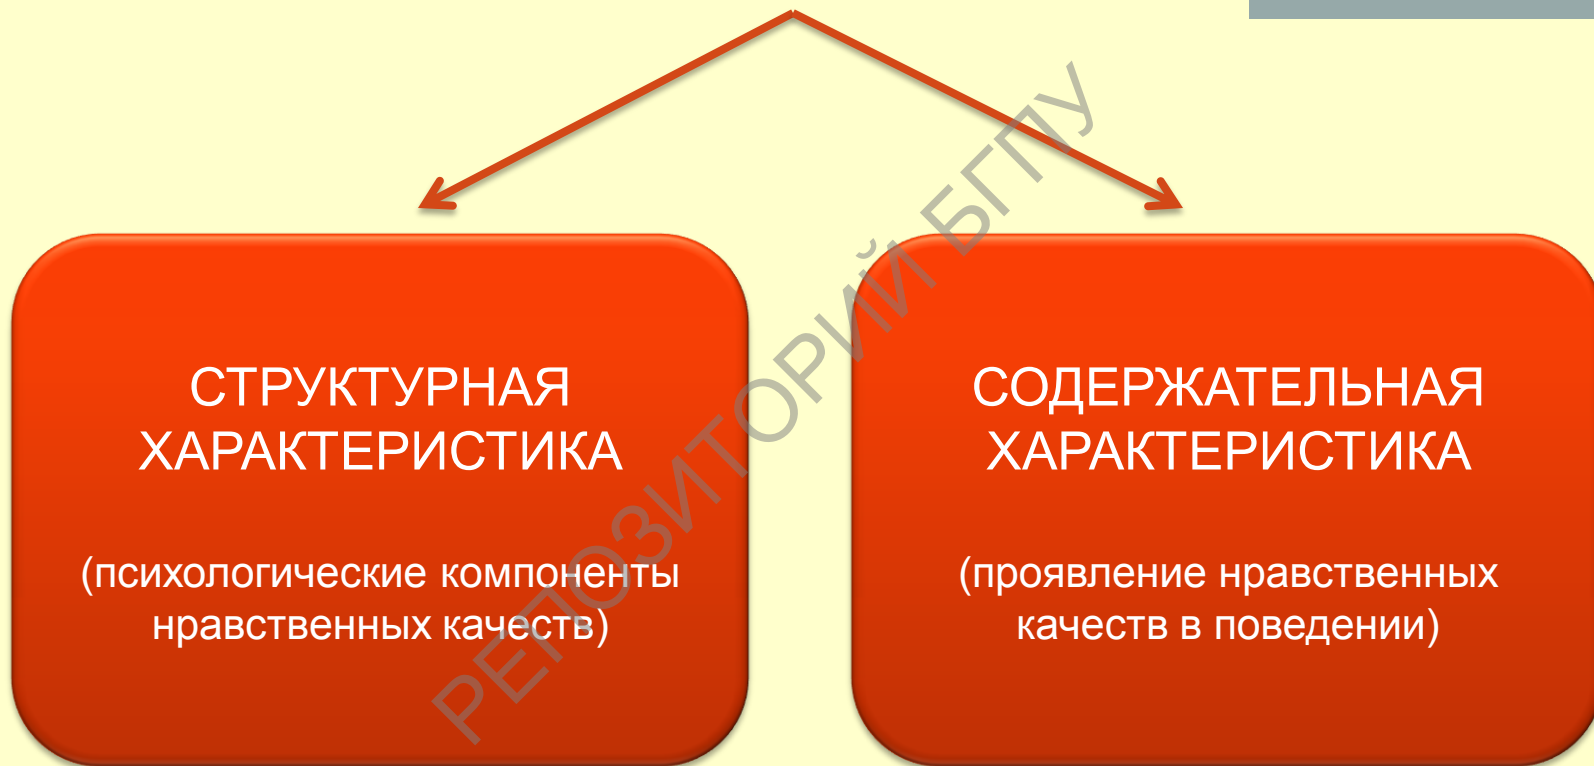 СТРУКТУРНАЯ
ХАРАКТЕРИСТИКА
(психологические компоненты
нравственных качеств)
СОДЕРЖАТЕЛЬНАЯ
ХАРАКТЕРИСТИКА
(проявление нравственных
качеств в поведении)
РЕПОЗИТОРИЙ БГПУ